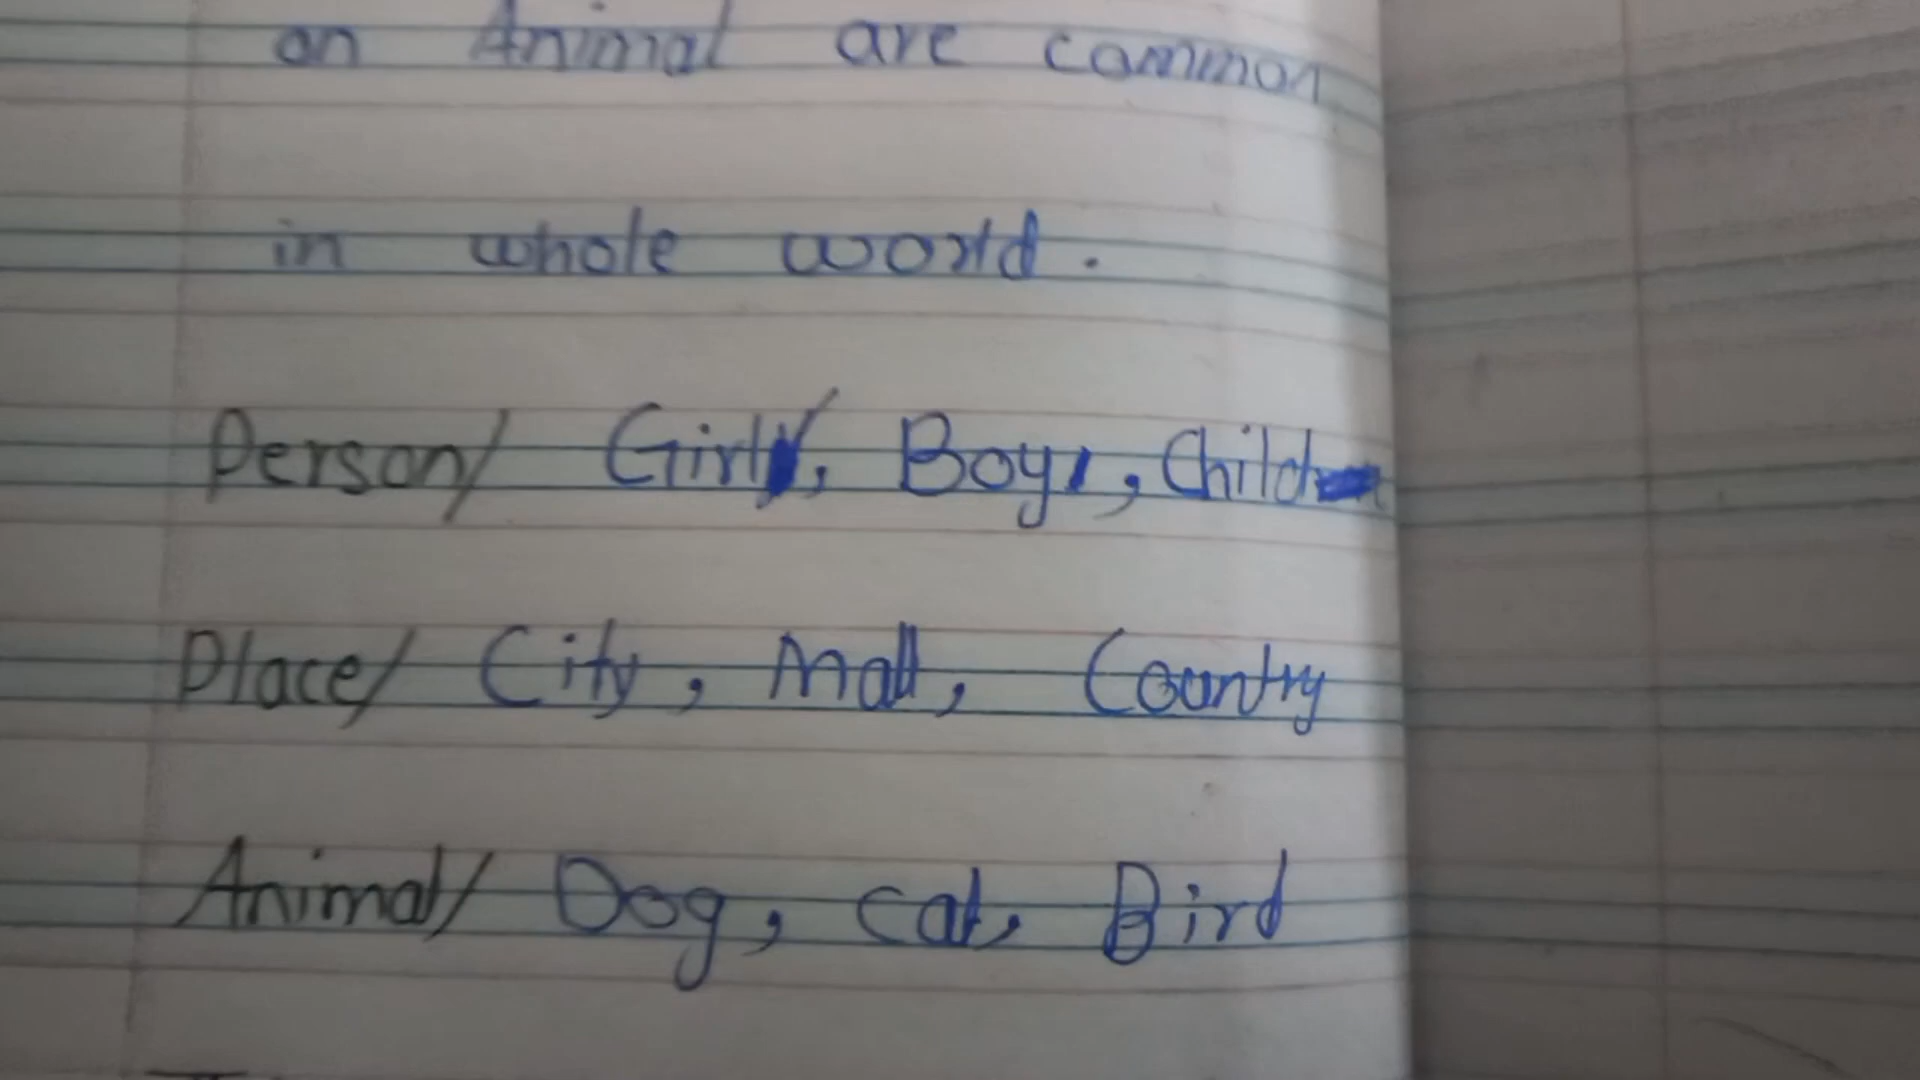 an Animal are common
in whole world.
Person/ Girl, Boy, Child
Place/ City, Mall, Country
Animal/ Dog, Cat, Bird